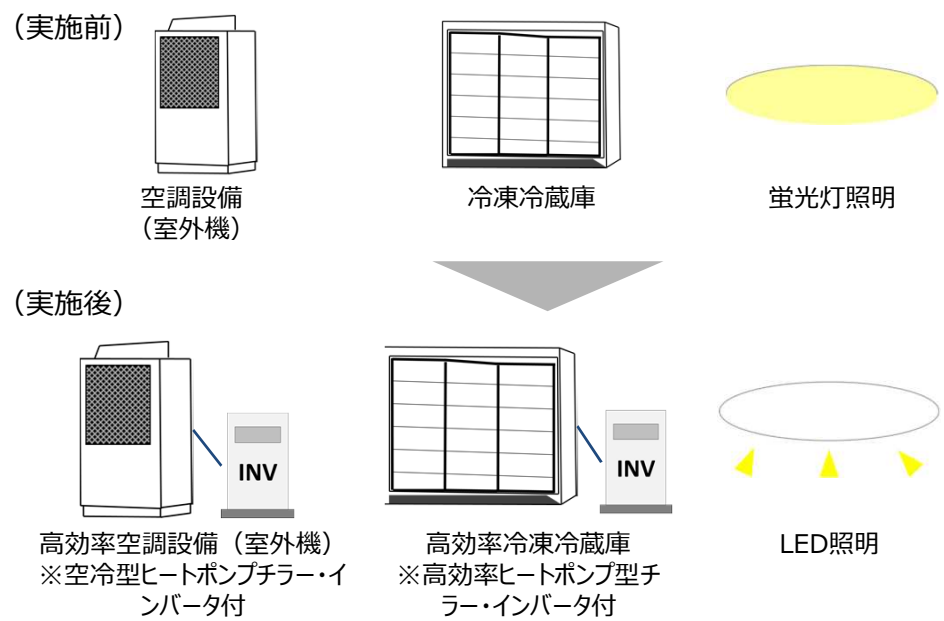 （実施前）
空調設備
（室外機）
冷凍冷蔵庫
蛍光灯照明
（実施後）
INV
INV
高効率空調設備（室外機）
※空冷型ヒートポンプチラー・イ
ンバータ付
高効率冷凍冷蔵庫
※高効率ヒートポンプ型チ
ラー・インバータ付
LED照明